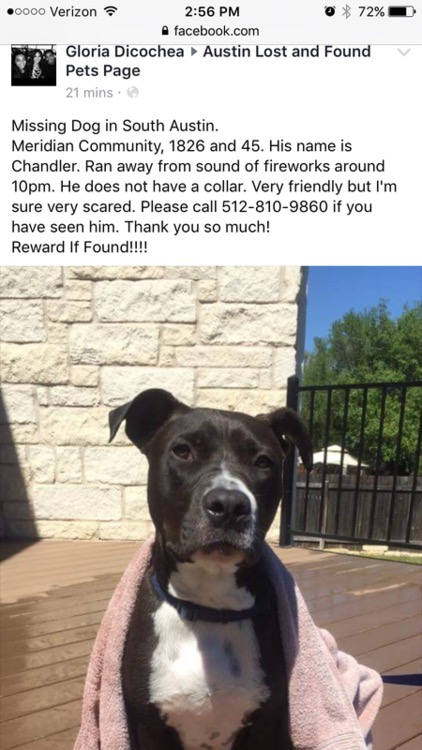 Verizon 2:56 PM 72%
facebook.com
Gloria Dicochea ▸ Austin Lost and Found
Pets Page
21 mins ·
Missing Dog in South Austin.
Meridian Community, 1826 and 45. His name is
Chandler. Ran away from sound of fireworks around
10pm. He does not have a collar. Very friendly but I'm
sure very scared. Please call 512-810-9860 if you
have seen him. Thank you so much!
Reward If Found!!!!